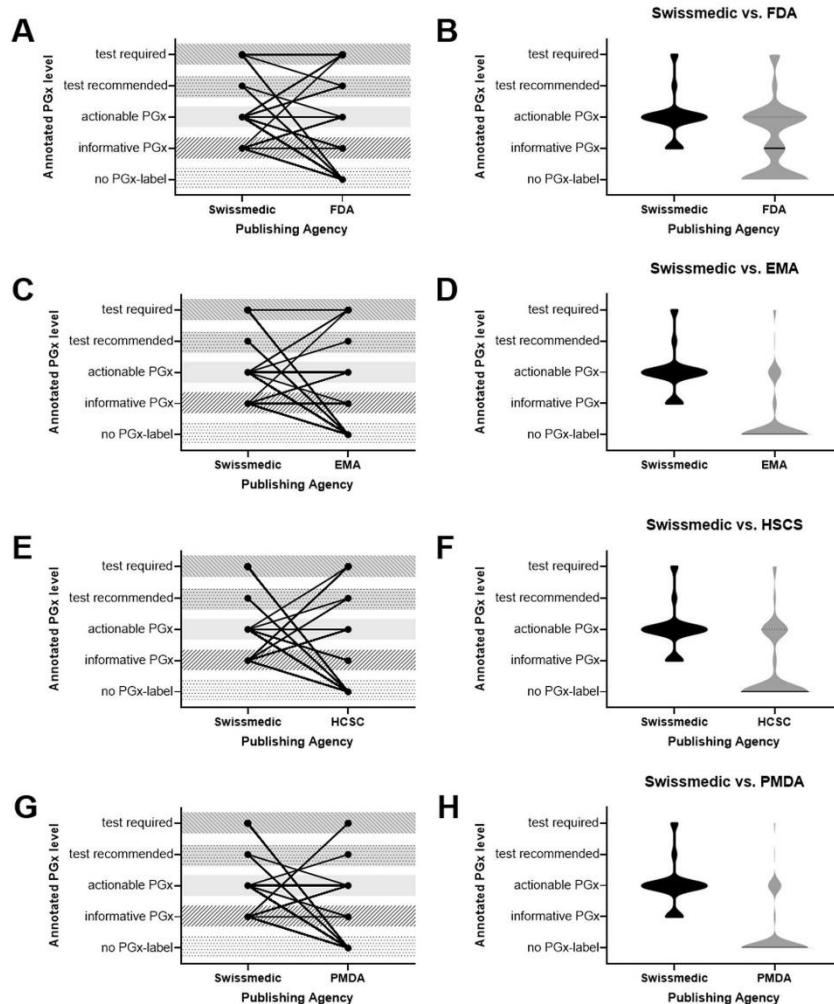 A
Annotated PGx level
test required
test recommended
actionable PGx
informative PGx
no PGx-label
Swissmedic FDA
Publishing Agency
B
Swissmedic vs. FDA
Annotated PGx level
test required
test recommended
actionable PGx
informative PGx
no PGx-label
Swissmedic FDA
Publishing Agency
C
Annotated PGx level
test required
test recommended
actionable PGx
informative PGx
no PGx-label
Swissmedic EMA
Publishing Agency
D
Swissmedic vs. EMA
Annotated PGx level
test required
test recommended
actionable PGx
informative PGx
no PGx-label
Swissmedic EMA
Publishing Agency
E
Annotated PGx level
test required
test recommended
actionable PGx
informative PGx
no PGx-label
Swissmedic HCSC
Publishing Agency
F
Swissmedic vs. HSCS
Annotated PGx level
test required
test recommended
actionable PGx
informative PGx
no PGx-label
Swissmedic HCSC
Publishing Agency
G
Annotated PGx level
test required
test recommended
actionable PGx
informative PGx
no PGx-label
Swissmedic PMDA
Publishing Agency
H
Swissmedic vs. PMDA
Annotated PGx level
test required
test recommended
actionable PGx
informative PGx
no PGx-label
Swissmedic PMDA
Publishing Agency